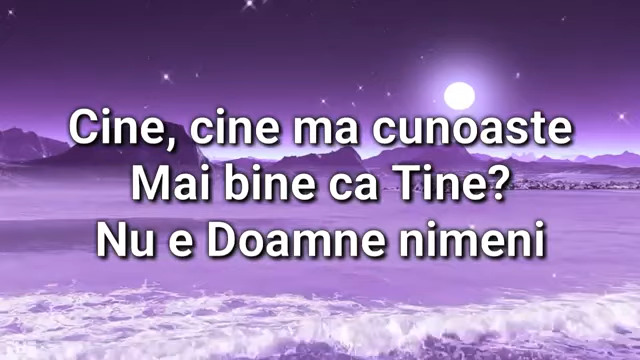 Cine, cine ma cunoaste
Mai bine ca Tine?
Nu e Doamne nimeni